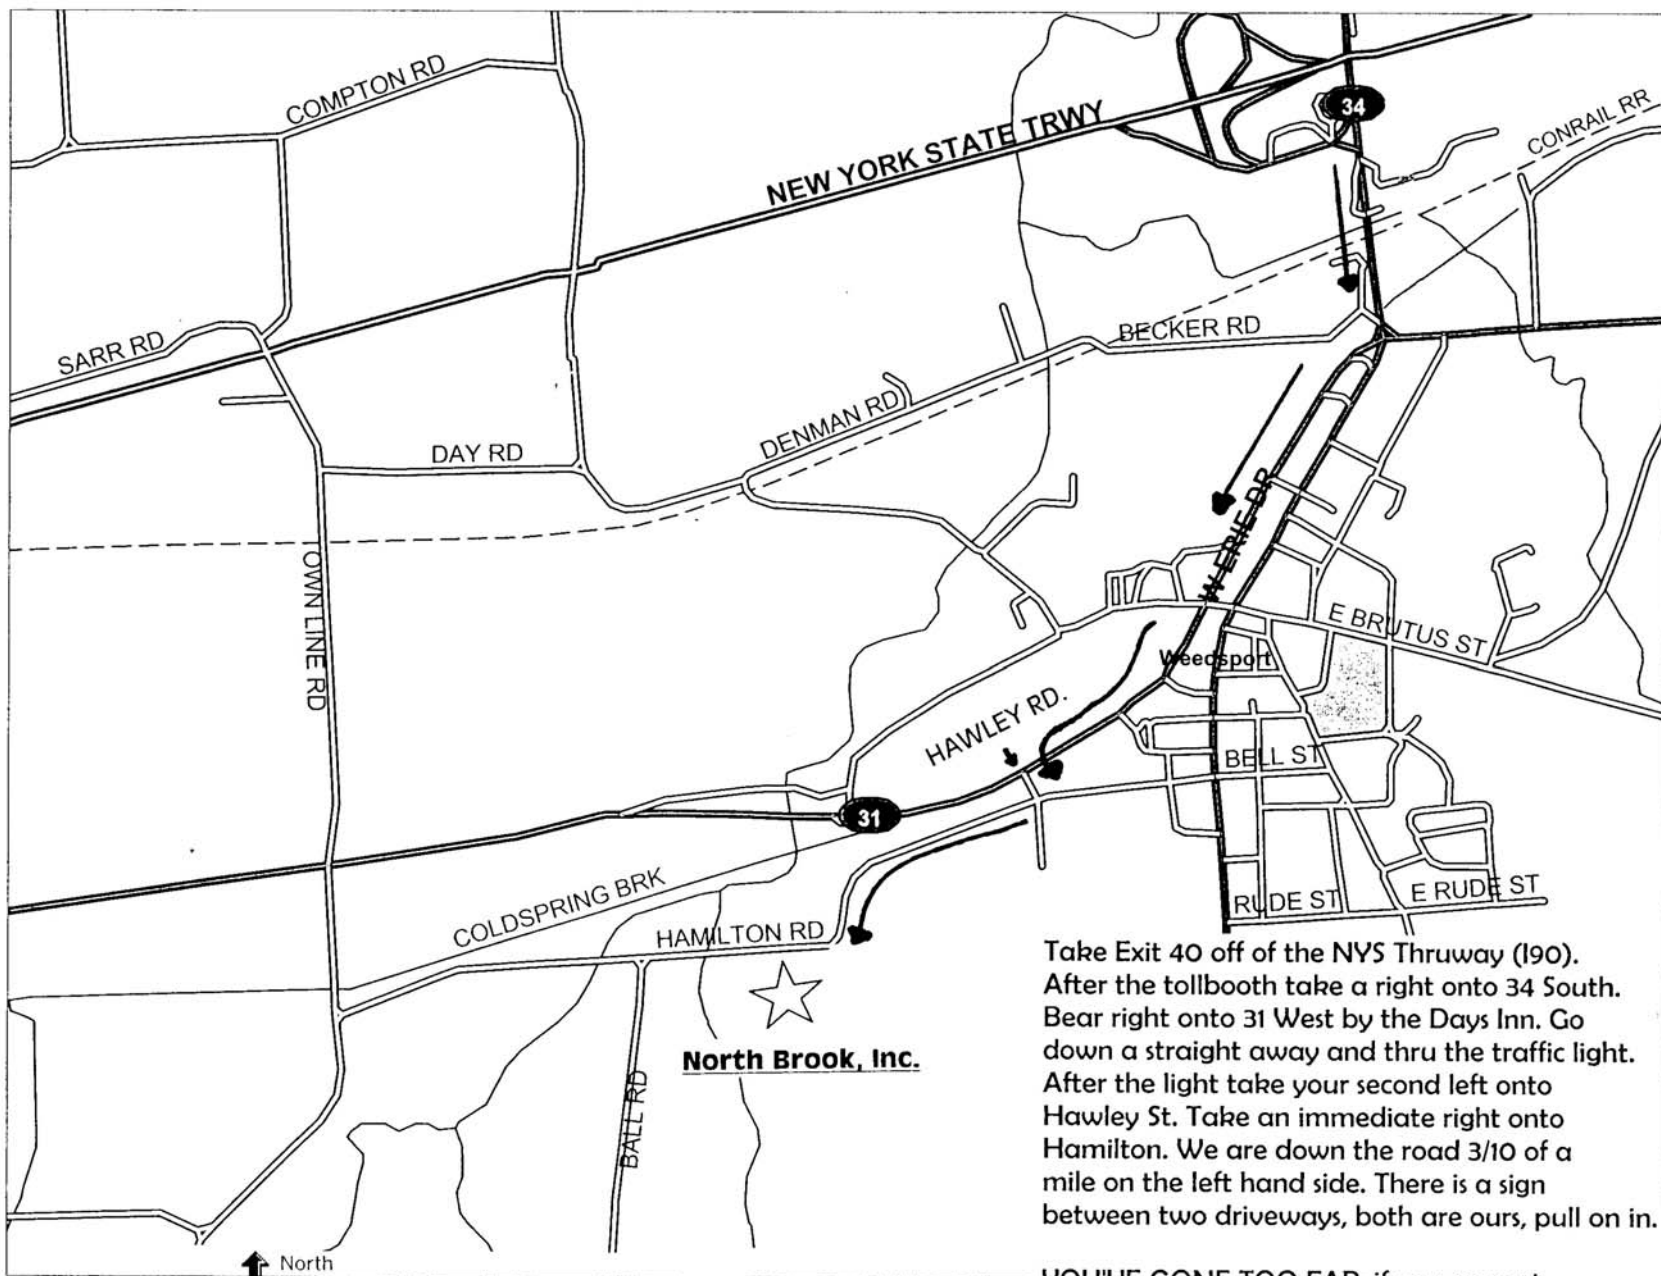 COMPTON RD
34
CONRAIL RR
NEW YORK STATE TRWY
SARR RD
BECKER RD
DENMAN RD
DAY RD
W ERIE DR
OWN LINE RD
E BRUTUS ST
Weedsport
HAWLEY RD.
BELL ST
31
COLDSPRING BRK
RUDE ST
E RUDE ST
HAMILTON RD
North Brook, Inc.
BALL RD
Take Exit 40 off of the NYS Thruway (I90).
After the tollbooth take a right onto 34 South.
Bear right onto 31 West by the Days Inn. Go
down a straight away and thru the traffic light.
After the light take your second left onto
Hawley St. Take an immediate right onto
Hamilton. We are down the road 3/10 of a
mile on the left hand side. There is a sign
between two driveways, both are ours, pull on in.
North